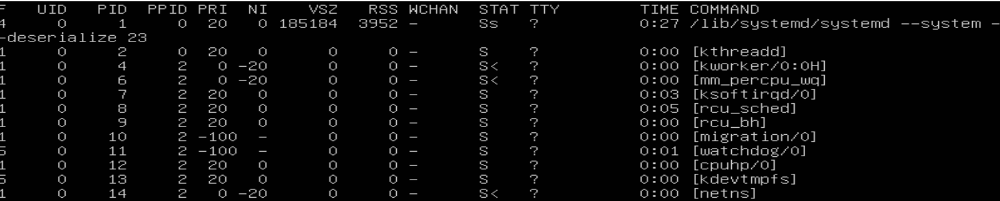 F   UID   PID  PPID PRI  NI    VSZ   RSS WCHAN  STAT TTY        TIME COMMAND
4     0     1     0  20   0 185184  3952 -      Ss   ?          0:27 /lib/systemd/systemd --system -
-deserialize 23
1     0     2     0  20   0      0     0 -      S    ?          0:00 [kthreadd]
1     0     4     2   0 -20      0     0 -      S<   ?          0:00 [kworker/0:0H]
1     0     6     2   0 -20      0     0 -      S<   ?          0:00 [mm_percpu_wq]
1     0     7     2  20   0      0     0 -      S    ?          0:03 [ksoftirqd/0]
1     0     8     2  20   0      0     0 -      S    ?          0:05 [rcu_sched]
1     0     9     2  20   0      0     0 -      S    ?          0:00 [rcu_bh]
1     0    10     2 -100  -      0     0 -      S    ?          0:00 [migration/0]
5     0    11     2 -100  -      0     0 -      S    ?          0:01 [watchdog/0]
1     0    12     2  20   0      0     0 -      S    ?          0:00 [cpuhp/0]
5     0    13     2  20   0      0     0 -      S    ?          0:00 [kdevtmpfs]
1     0    14     2   0 -20      0     0 -      S<   ?          0:00 [netns]